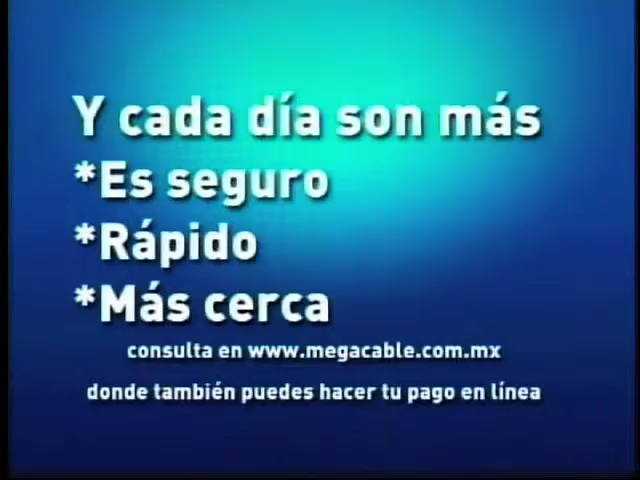 Y cada día son más
*Es seguro
*Rápido
*Más cerca
consulta en www.megacable.com.mx
donde también puedes hacer tu pago en línea